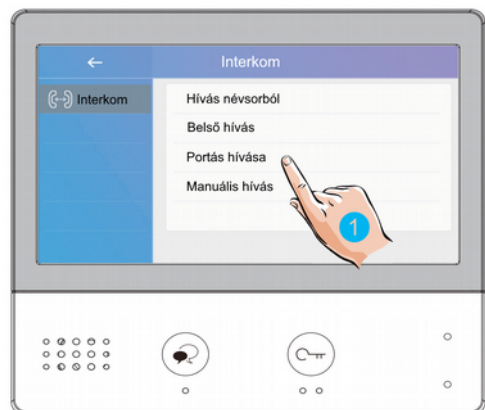 Interkom
Interkom
Hívás névsorból
Belső hívás
Portás hívása
Manuális hívás
1